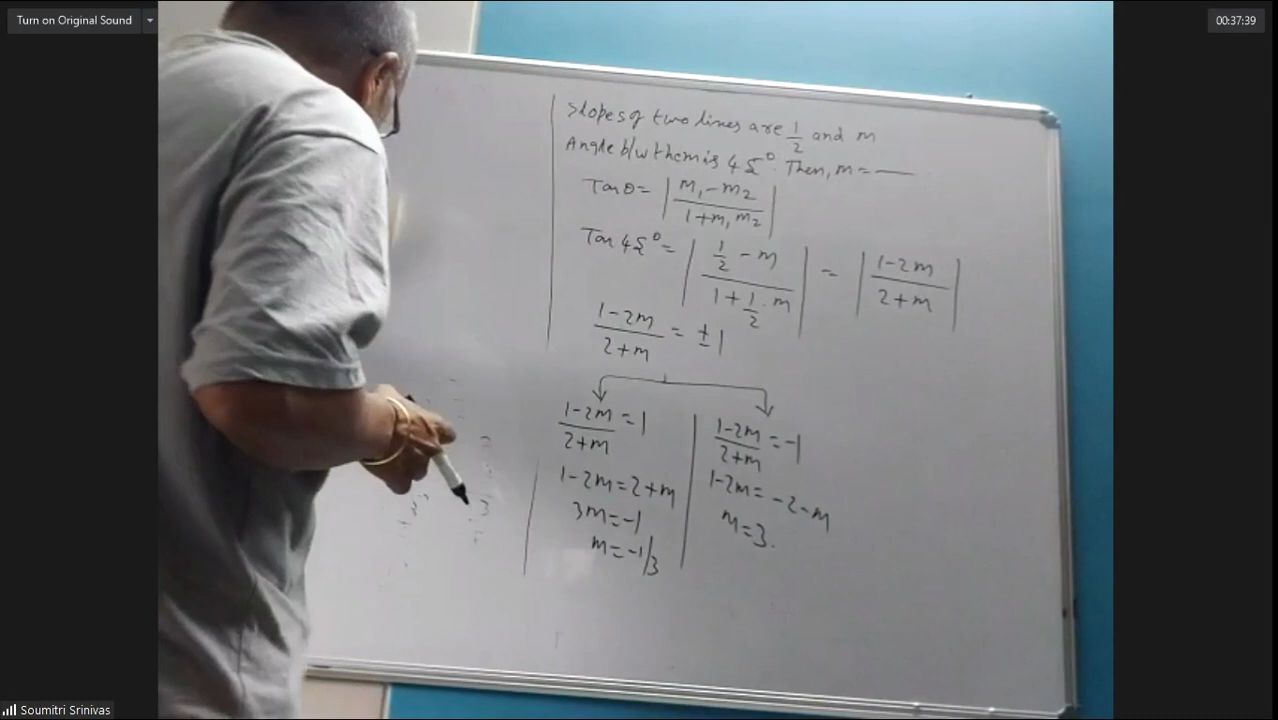 Turn on Original Sound
00:37:39
Slopes of two lines are 1/2 and m
Angle b/w them is 45°. Then, m = ___
Tan θ = |m₁ - m₂ / 1 + m₁ m₂|
Tan 45° = |1/2 - m / 1 + 1/2 . m| = |1-2m / 2+m|
1-2m / 2+m = ± 1
1-2m / 2+m = 1
1-2m = 2+m
3m = -1
m = -1/3
1-2m / 2+m = -1
1-2m = -2-m
m = 3.
Soumitri Srinivas